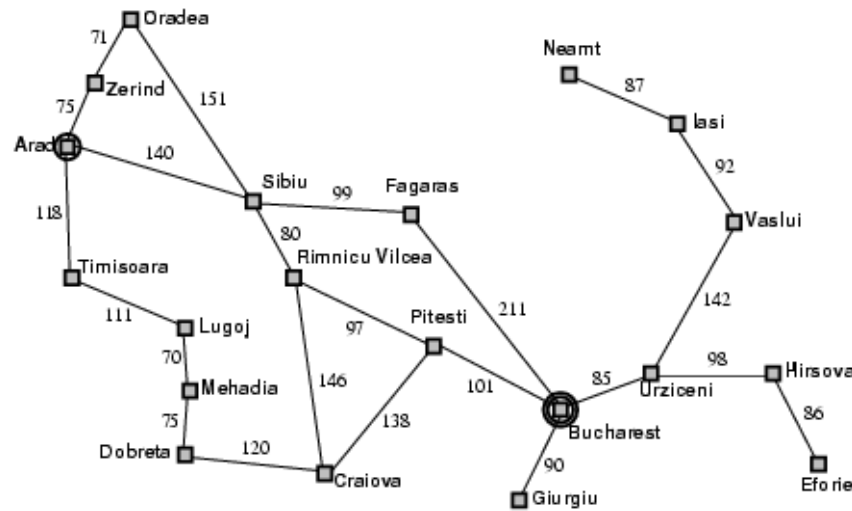 Oradea
71
Neamt
87
Zerind
151
75
Iasi
Arad
140
92
Sibiu
99
Fagaras
118
80
Vaslui
Timisoara
Rimnicu Vilcea
111
211
142
Lugoj
97
Pitesti
70
146
101
85
98
Hirsova
Mehadia
Urziceni
75
138
86
Bucharest
Dobreta
120
90
Craiova
Giurgiu
Eforie